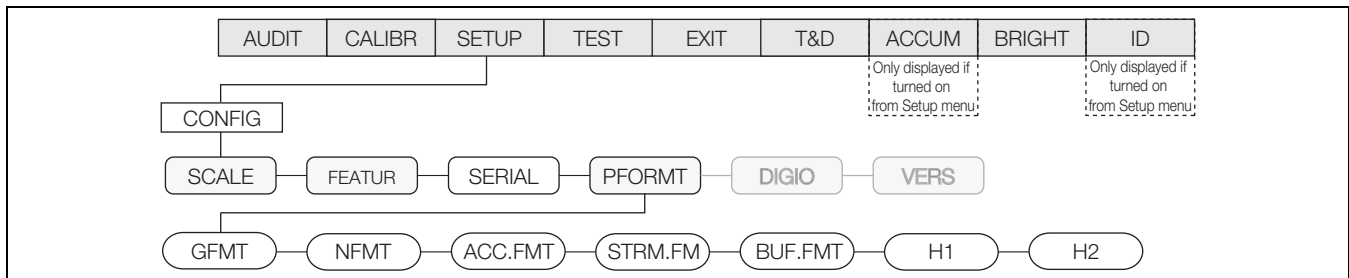 AUDIT CALIBR SETUP TEST EXIT T&D ACCUM BRIGHT ID
Only displayed if turned on from Setup menu
Only displayed if turned on from Setup menu
CONFIG
SCALE FEATUR SERIAL PFORMT DIGIO VERS
GFMT NFMT ACC.FMT STRM.FM BUF.FMT H1 H2